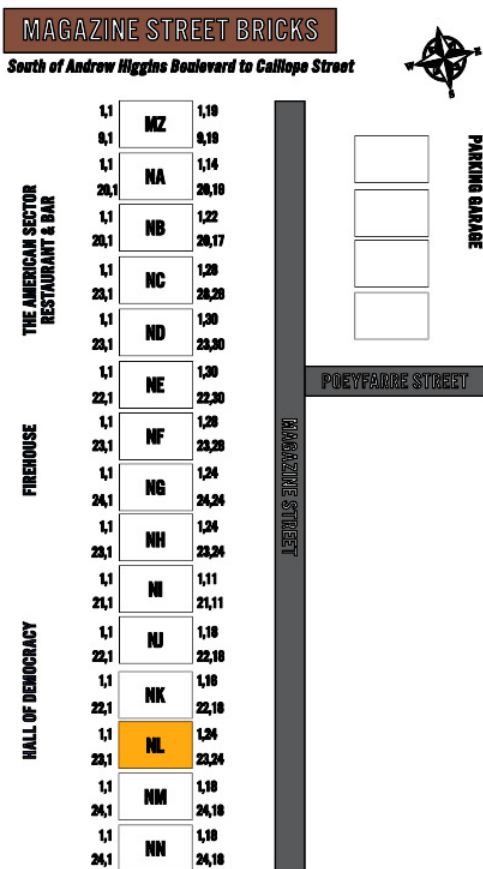 MAGAZINE STREET BRICKS
South of Andrew Higgins Boulevard to Calliope Street
N
E
S
W
PARKING GARAGE
POEYFARRE STREET
MAGAZINE STREET
THE AMERICAN SECTOR
RESTAURANT & BAR
FIREHOUSE
HALL OF DEMOCRACY
1,1 MZ 1,19
9,1 9,19
1,1 NA 1,14
20,1 20,19
1,1 NB 1,22
20,1 20,17
1,1 NC 1,28
23,1 28,28
1,1 ND 1,30
23,1 23,30
1,1 NE 1,30
22,1 22,30
1,1 NF 1,28
23,1 23,28
1,1 NG 1,24
24,1 24,24
1,1 NH 1,24
23,1 23,24
1,1 NI 1,11
21,1 21,11
1,1 NJ 1,18
22,1 22,18
1,1 NK 1,18
22,1 22,18
1,1 NL 1,24
23,1 23,24
1,1 NM 1,18
24,1 24,18
1,1 NN 1,18
24,1 24,18